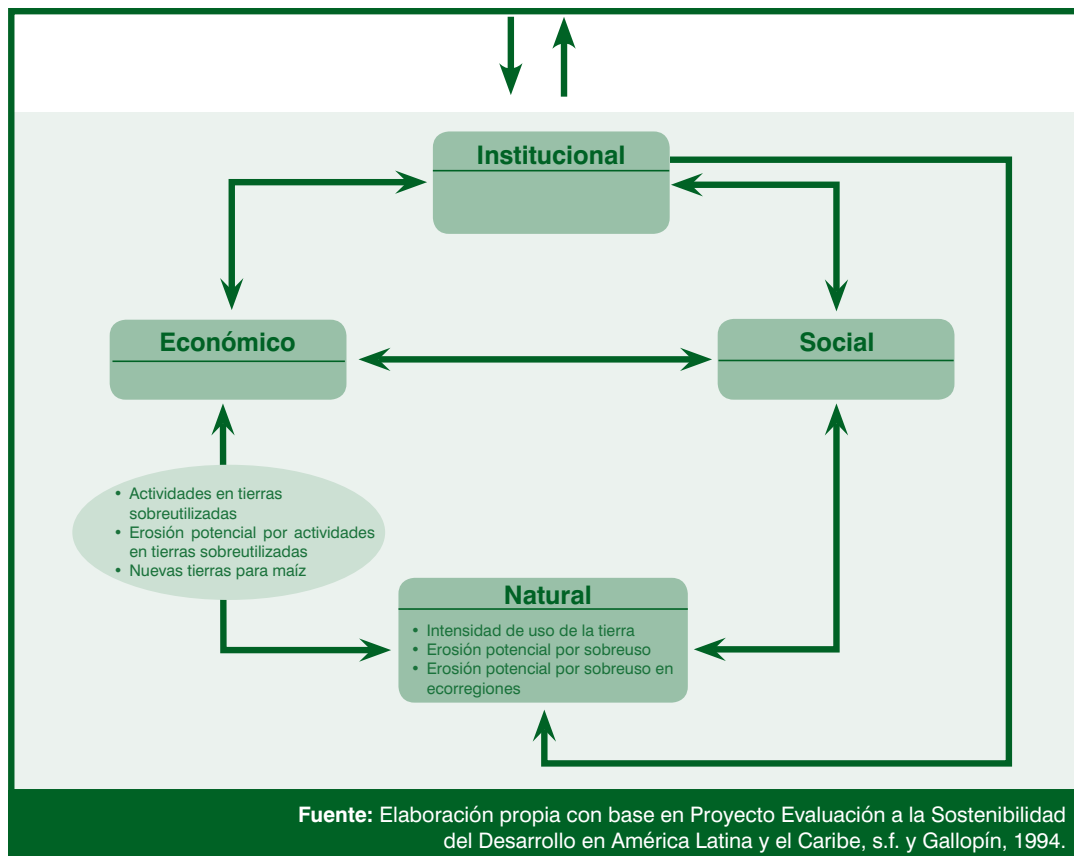 Institucional
Económico
Social
• Actividades en tierras
sobreutilizadas
• Erosión potencial por actividades
en tierras sobreutilizadas
• Nuevas tierras para maíz
Natural
• Intensidad de uso de la tierra
• Erosión potencial por sobreuso
• Erosión potencial por sobreuso en
ecorregiones
Fuente: Elaboración propia con base en Proyecto Evaluación a la Sostenibilidad
del Desarrollo en América Latina y el Caribe, s.f. y Gallopín, 1994.